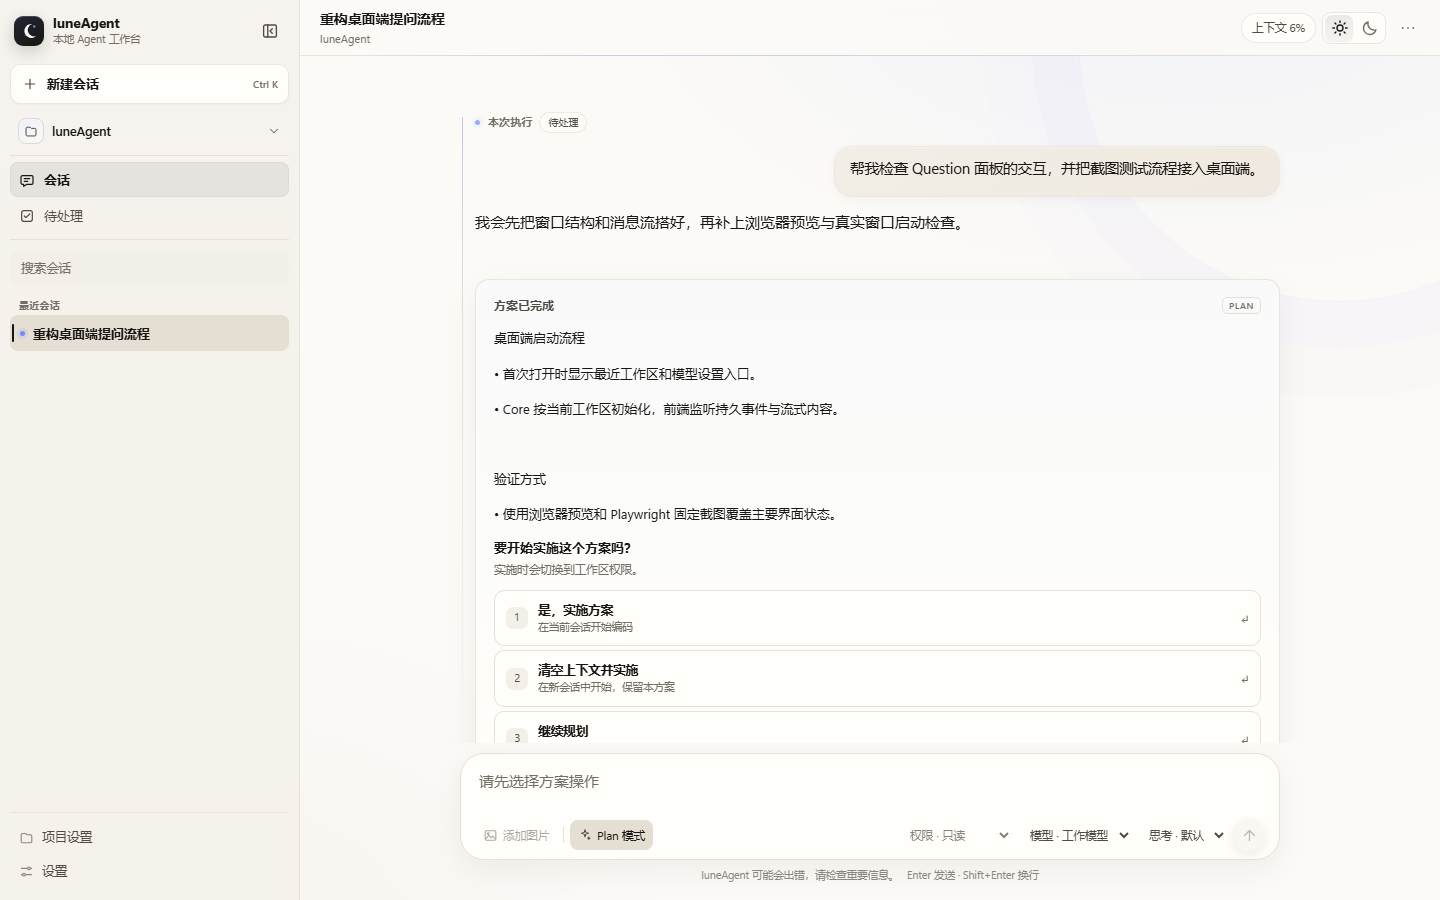 luneAgent
本地 Agent 工作台
新建会话 Ctrl K
luneAgent
会话
待处理
搜索会话
最近会话
重构桌面端提问流程
项目设置
设置
重构桌面端提问流程
luneAgent
上下文 6%
本次执行 待处理
帮我检查 Question 面板的交互，并把截图测试流程接入桌面端。
我会先把窗口结构和消息流搭好，再补上浏览器预览与真实窗口启动检查。
方案已完成 PLAN
桌面端启动流程
• 首次打开时显示最近工作区和模型设置入口。
• Core 按当前工作区初始化，前端监听持久事件与流式内容。
验证方式
• 使用浏览器预览和 Playwright 固定截图覆盖主要界面状态。
要开始实施这个方案吗？
实施时会切换到工作区权限。
1 是，实施方案
在当前会话开始编码
2 清空上下文并实施
在新会话中开始，保留本方案
3 继续规划
请先选择方案操作
添加图片 Plan 模式 权限 · 只读 模型 · 工作模型 思考 · 默认
luneAgent 可能会出错，请检查重要信息。 Enter 发送 · Shift+Enter 换行